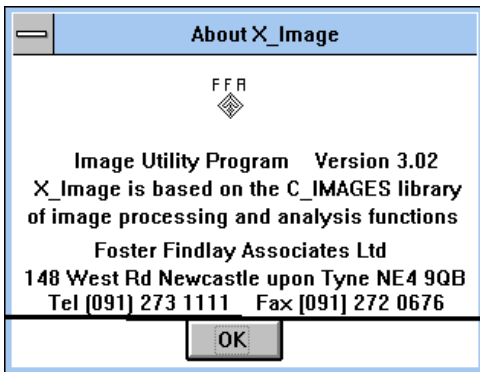 About X_Image
FFA
Image Utility Program Version 3.02
X_Image is based on the C_IMAGES library
of image processing and analysis functions
Foster Findlay Associates Ltd
148 West Rd Newcastle upon Tyne NE4 9QB
Tel (091) 273 1111 Fax (091) 272 0676
OK